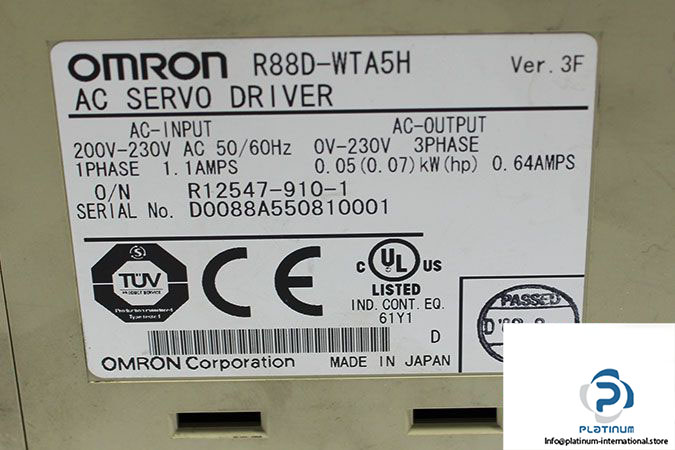 OMRON R88D-WTA5H Ver. 3F
AC SERVO DRIVER
AC-INPUT AC-OUTPUT
200V-230V AC 50/60Hz 0V-230V 3PHASE
1PHASE 1.1AMPS 0.05(0.07)kW(hp) 0.64AMPS
O/N R12547-910-1
SERIAL No. D0088A550810001
S
TÜV
PRODUCT SERVICE
CE
C UL US
LISTED
IND. CONT. EQ.
61Y1
D
PASSED
OMRON Corporation MADE IN JAPAN
PLATINUM
Info@platinum-international.store